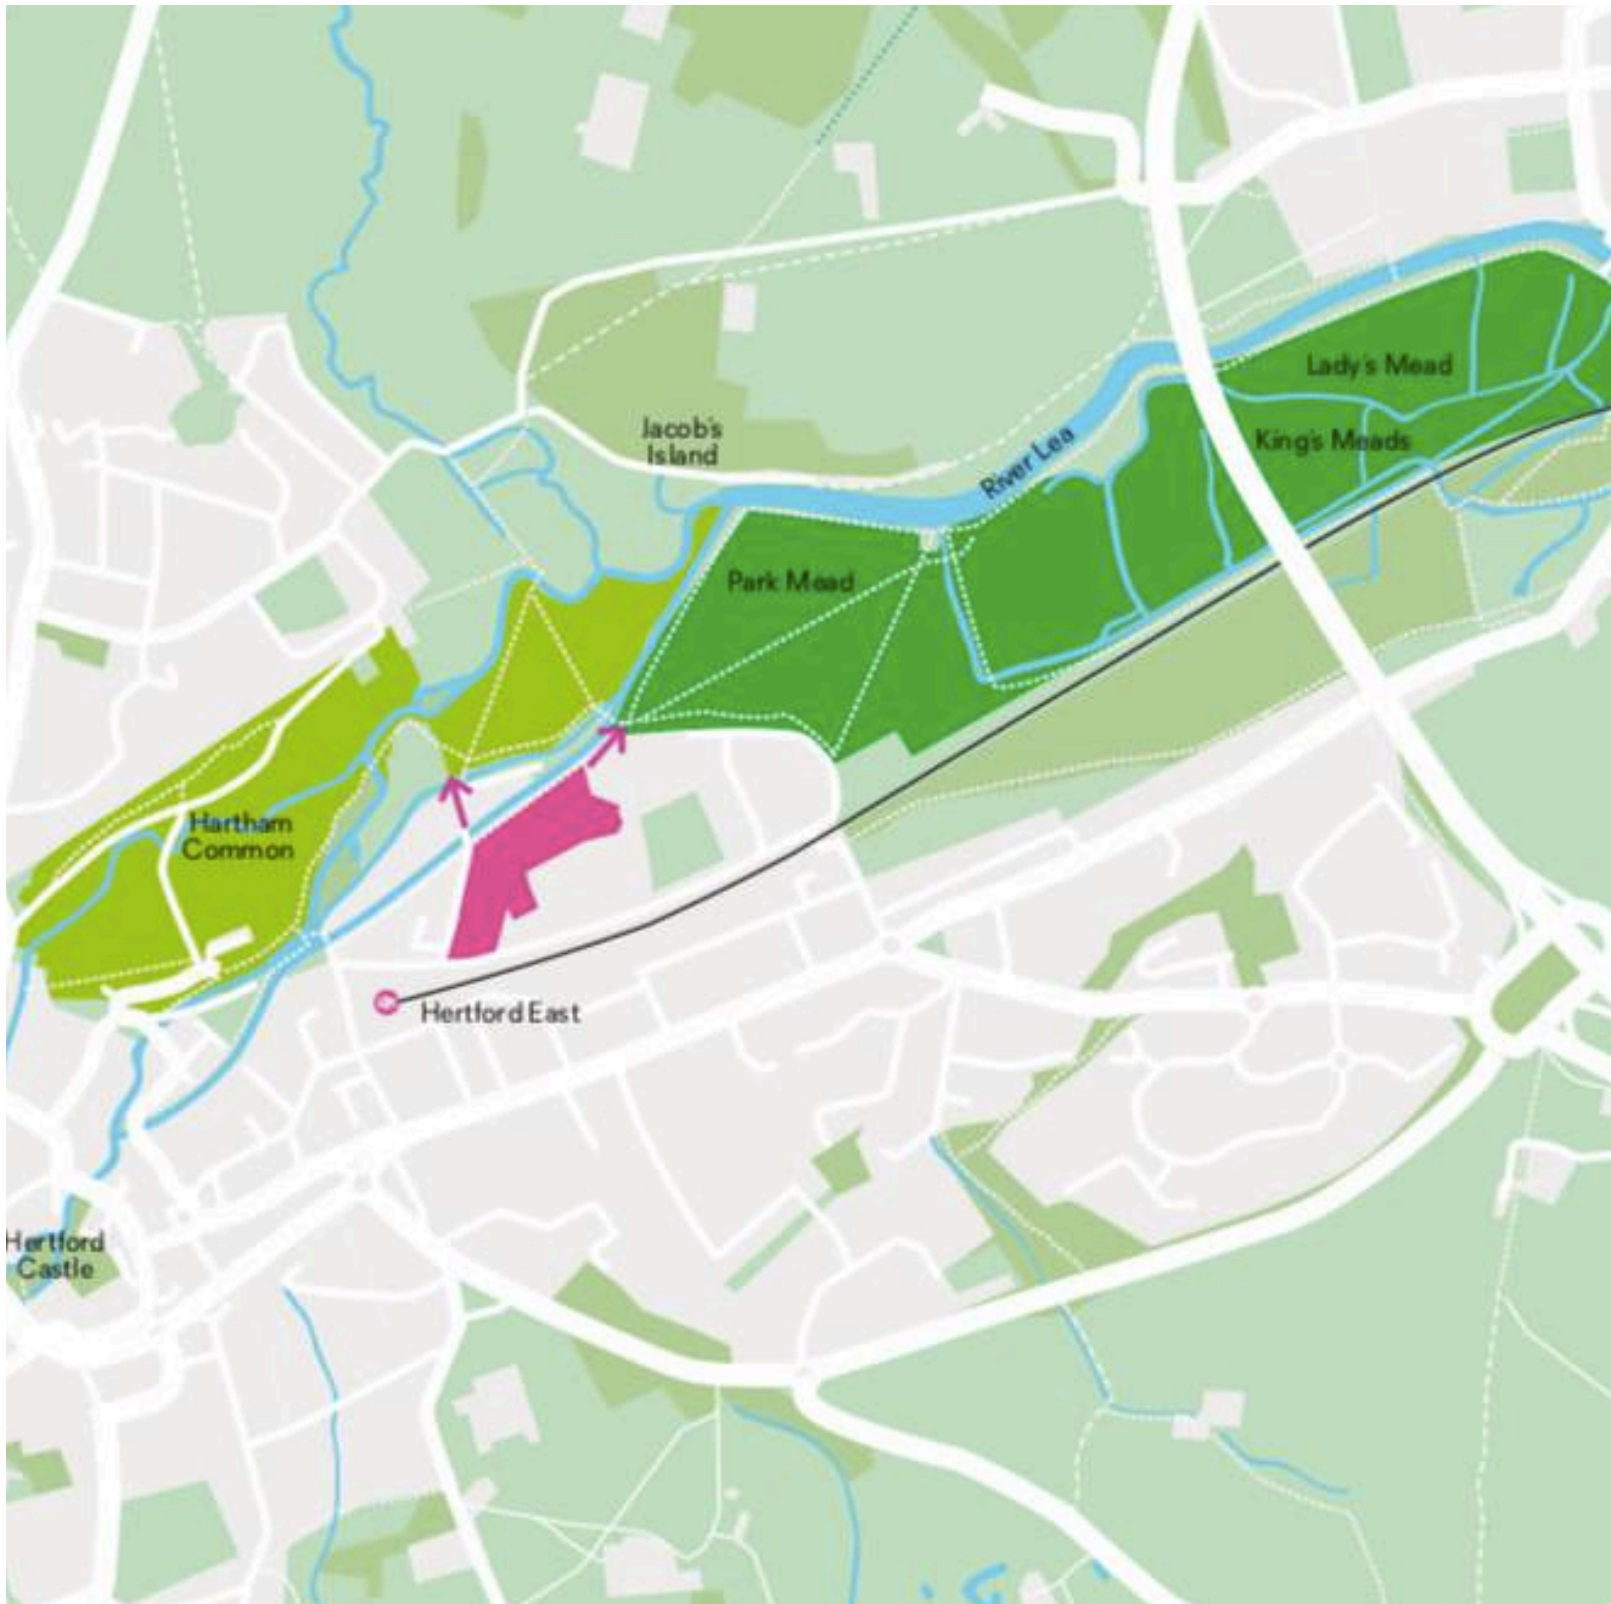 Lady's Mead
Jacob's
Island
King's Meads
River Lea
Park Mead
Hartham
Common
Hertford East
Hertford
Castle